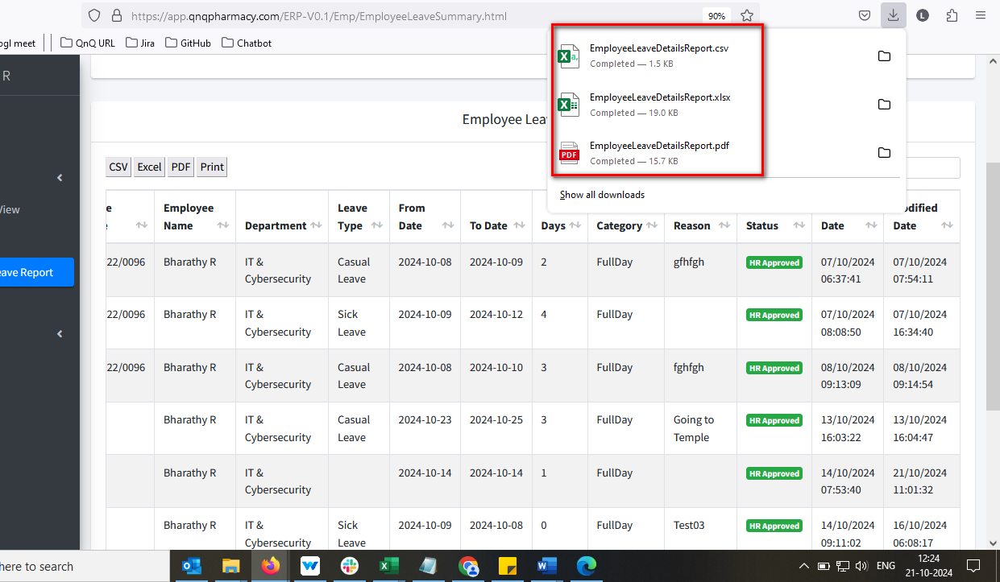 https://app.qnqpharmacy.com/ERP-V0.1/Emp/EmployeeLeaveSummary.html
90%
L
ogl meet
QnQ URL
Jira
GitHub
Chatbot
EmployeeLeaveDetailsReport.csv
Completed — 1.5 KB
EmployeeLeaveDetailsReport.xlsx
Completed — 19.0 KB
EmployeeLeaveDetailsReport.pdf
Completed — 15.7 KB
Show all downloads
R
View
eave Report
Employee Lea
CSV Excel PDF Print
e Employee Name Department Leave Type From Date To Date Days Category Reason Status Date odified Date
22/0096 Bharathy R IT & Casual 2024-10-08 2024-10-09 2 FullDay gfhfgh HR Approved 07/10/2024 07/10/2024
Cybersecurity Leave 06:37:41 07:54:11
22/0096 Bharathy R IT & Sick 2024-10-09 2024-10-12 4 FullDay HR Approved 07/10/2024 07/10/2024
Cybersecurity Leave 08:08:50 16:34:40
22/0096 Bharathy R IT & Casual 2024-10-08 2024-10-10 3 FullDay fghfgh HR Approved 08/10/2024 08/10/2024
Cybersecurity Leave 09:13:09 09:14:54
Bharathy R IT & Casual 2024-10-23 2024-10-25 3 FullDay Going to HR Approved 13/10/2024 13/10/2024
Cybersecurity Leave Temple 16:03:22 16:04:47
Bharathy R IT & 2024-10-14 2024-10-14 1 FullDay HR Approved 14/10/2024 21/10/2024
Cybersecurity 07:53:40 11:01:32
Bharathy R IT & Sick 2024-10-09 2024-10-08 0 FullDay Test03 HR Approved 14/10/2024 16/10/2024
Cybersecurity Leave 09:11:02 06:08:17
here to search
ENG
12:24
21-10-2024